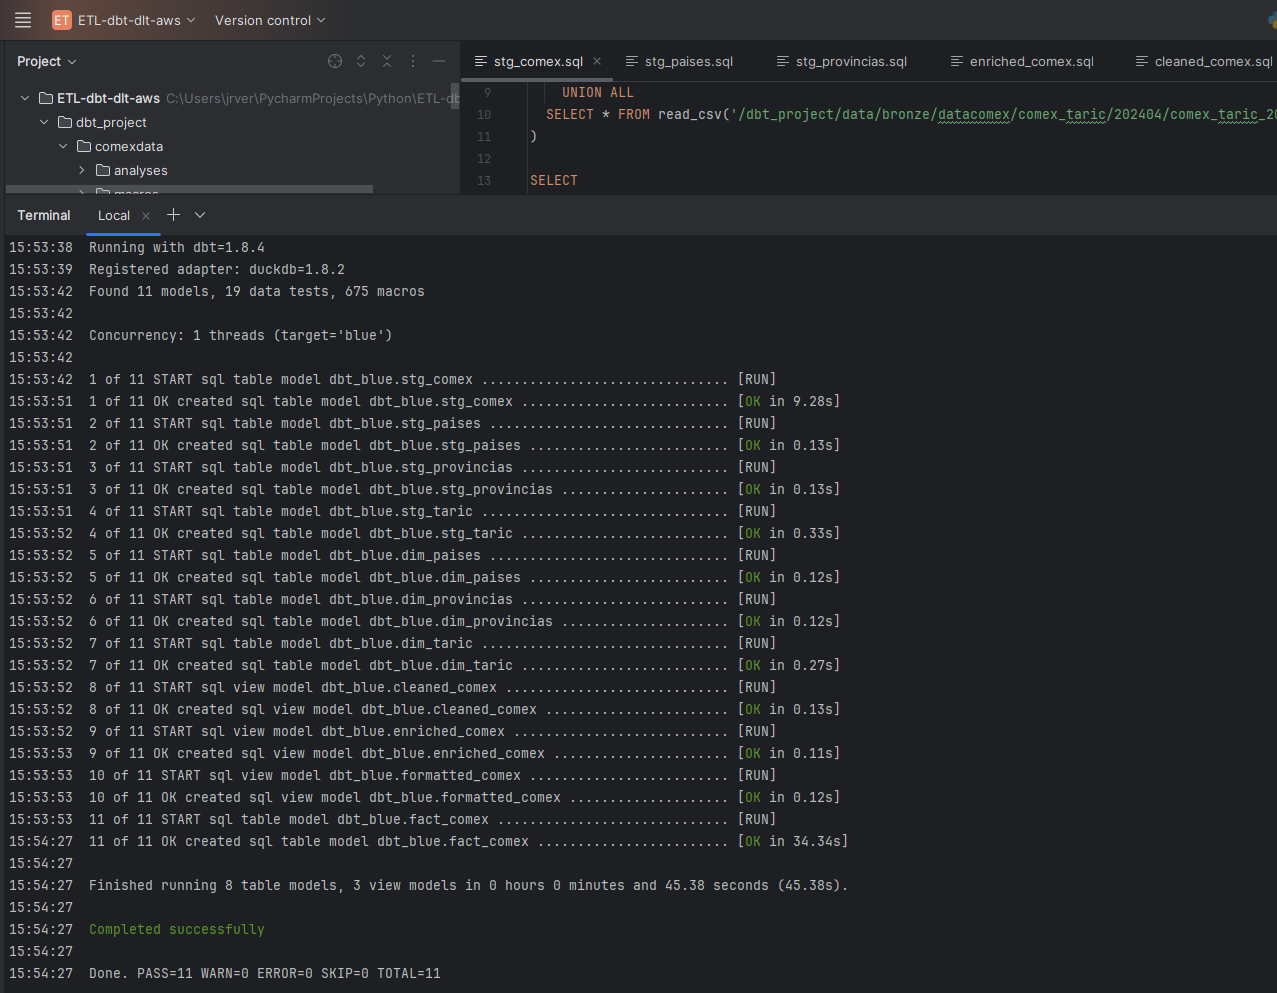 ET ETL-dbt-dlt-aws Version control
Project
stg_comex.sql stg_paises.sql stg_provincias.sql enriched_comex.sql cleaned_comex.sql
ETL-dbt-dlt-aws C:\Users\jrver\PycharmProjects\Python\ETL-db
dbt_project
comexdata
analyses
macros
9 UNION ALL
10 SELECT * FROM read_csv('/dbt_project/data/bronze/datacomex/comex_taric/202404/comex_taric_20
11 )
12
13 SELECT
Terminal Local
15:53:38 Running with dbt=1.8.4
15:53:39 Registered adapter: duckdb=1.8.2
15:53:42 Found 11 models, 19 data tests, 675 macros
15:53:42
15:53:42 Concurrency: 1 threads (target='blue')
15:53:42
15:53:42 1 of 11 START sql table model dbt_blue.stg_comex ............................... [RUN]
15:53:51 1 of 11 OK created sql table model dbt_blue.stg_comex .......................... [OK in 9.28s]
15:53:51 2 of 11 START sql table model dbt_blue.stg_paises .............................. [RUN]
15:53:51 2 of 11 OK created sql table model dbt_blue.stg_paises ......................... [OK in 0.13s]
15:53:51 3 of 11 START sql table model dbt_blue.stg_provincias .......................... [RUN]
15:53:51 3 of 11 OK created sql table model dbt_blue.stg_provincias ..................... [OK in 0.13s]
15:53:51 4 of 11 START sql table model dbt_blue.stg_taric ............................... [RUN]
15:53:52 4 of 11 OK created sql table model dbt_blue.stg_taric .......................... [OK in 0.33s]
15:53:52 5 of 11 START sql table model dbt_blue.dim_paises .............................. [RUN]
15:53:52 5 of 11 OK created sql table model dbt_blue.dim_paises ......................... [OK in 0.12s]
15:53:52 6 of 11 START sql table model dbt_blue.dim_provincias .......................... [RUN]
15:53:52 6 of 11 OK created sql table model dbt_blue.dim_provincias ..................... [OK in 0.12s]
15:53:52 7 of 11 START sql table model dbt_blue.dim_taric ............................... [RUN]
15:53:52 7 of 11 OK created sql table model dbt_blue.dim_taric .......................... [OK in 0.27s]
15:53:52 8 of 11 START sql view model dbt_blue.cleaned_comex ............................ [RUN]
15:53:52 8 of 11 OK created sql view model dbt_blue.cleaned_comex ....................... [OK in 0.13s]
15:53:52 9 of 11 START sql view model dbt_blue.enriched_comex ........................... [RUN]
15:53:53 9 of 11 OK created sql view model dbt_blue.enriched_comex ...................... [OK in 0.11s]
15:53:53 10 of 11 START sql view model dbt_blue.formatted_comex ......................... [RUN]
15:53:53 10 of 11 OK created sql view model dbt_blue.formatted_comex .................... [OK in 0.12s]
15:53:53 11 of 11 START sql table model dbt_blue.fact_comex ............................. [RUN]
15:54:27 11 of 11 OK created sql table model dbt_blue.fact_comex ........................ [OK in 34.34s]
15:54:27
15:54:27 Finished running 8 table models, 3 view models in 0 hours 0 minutes and 45.38 seconds (45.38s).
15:54:27
15:54:27 Completed successfully
15:54:27
15:54:27 Done. PASS=11 WARN=0 ERROR=0 SKIP=0 TOTAL=11